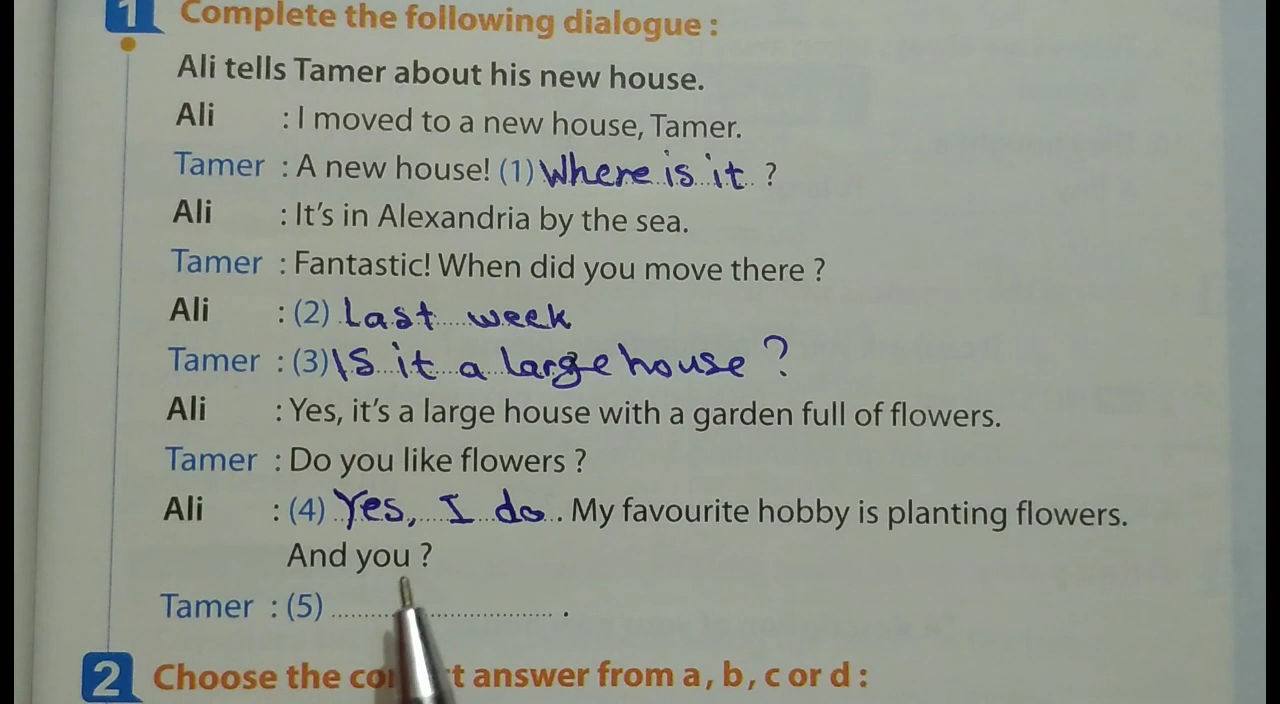 1 Complete the following dialogue :
Ali tells Tamer about his new house.
Ali : I moved to a new house, Tamer.
Tamer : A new house! (1) Where is it ?
Ali : It's in Alexandria by the sea.
Tamer : Fantastic! When did you move there ?
Ali : (2) Last week
Tamer : (3) Is it a large house ?
Ali : Yes, it's a large house with a garden full of flowers.
Tamer : Do you like flowers ?
Ali : (4) Yes, I do . My favourite hobby is planting flowers.
And you ?
Tamer : (5) .................................... .
2 Choose the answer from a, b, c or d :